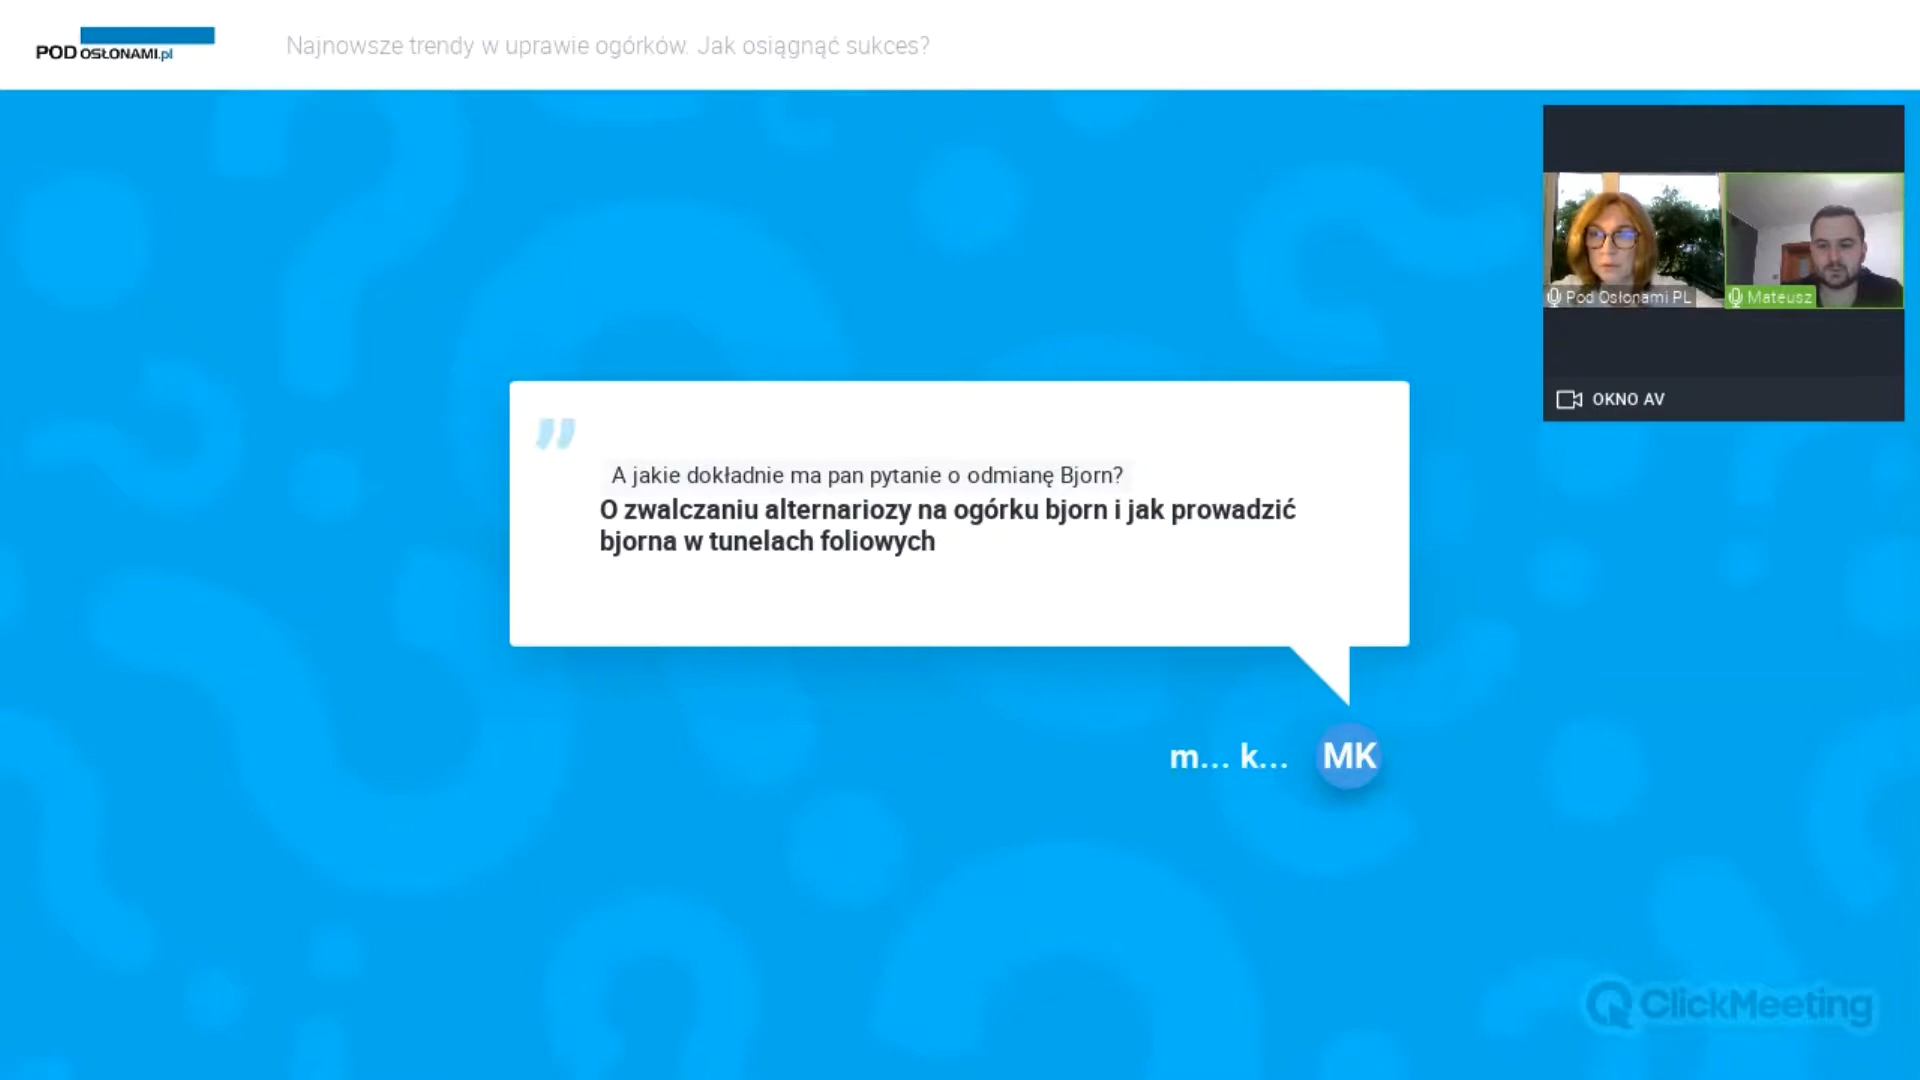 POD OSŁONAMI.pl
Najnowsze trendy w uprawie ogórków. Jak osiągnąć sukces?
Pod Osłonami PL
Mateusz
OKNO AV
A jakie dokładnie ma pan pytanie o odmianę Bjorn?
O zwalczaniu alternariozy na ogórku bjorn i jak prowadzić
bjorna w tunelach foliowych
m... k...
MK
ClickMeeting